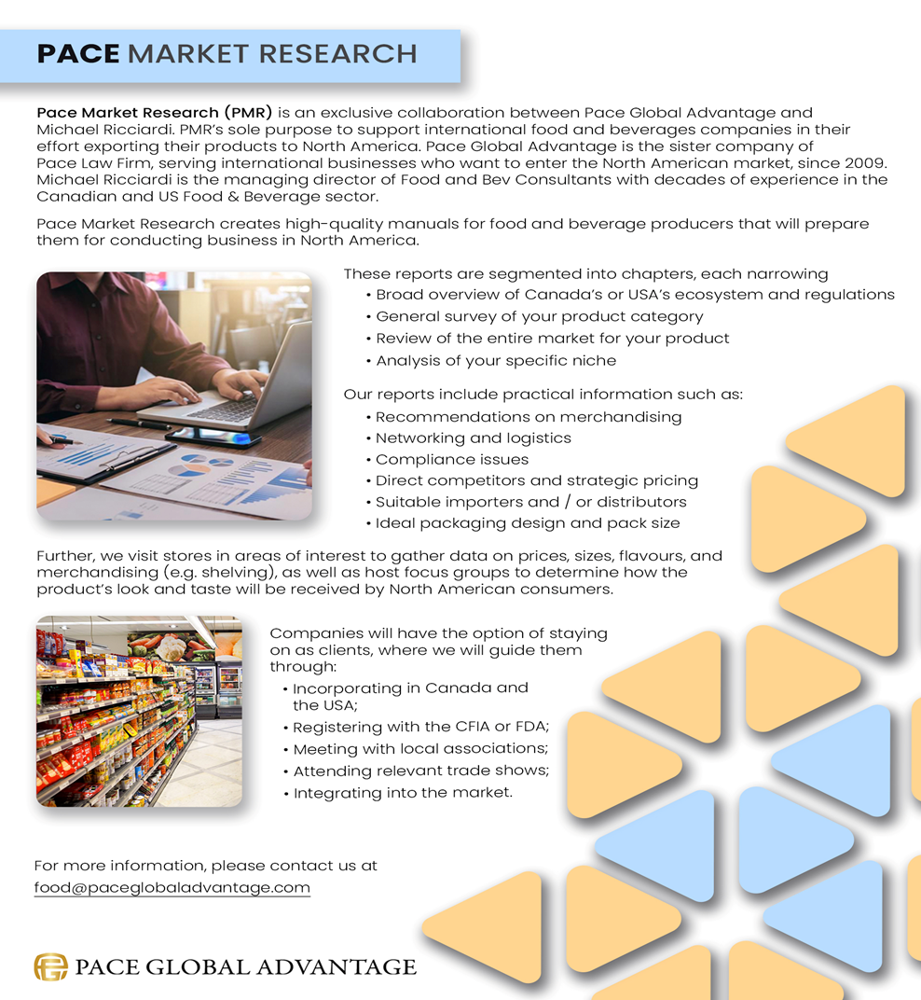 PACE MARKET RESEARCH
Pace Market Research (PMR) is an exclusive collaboration between Pace Global Advantage and
Michael Ricciardi. PMR's sole purpose to support international food and beverages companies in their
effort exporting their products to North America. Pace Global Advantage is the sister company of
Pace Law Firm, serving international businesses who want to enter the North American market, since 2009.
Michael Ricciardi is the managing director of Food and Bev Consultants with decades of experience in the
Canadian and US Food & Beverage sector.
Pace Market Research creates high-quality manuals for food and beverage producers that will prepare
them for conducting business in North America.
These reports are segmented into chapters, each narrowing
• Broad overview of Canada's or USA's ecosystem and regulations
• General survey of your product category
• Review of the entire market for your product
• Analysis of your specific niche
Our reports include practical information such as:
• Recommendations on merchandising
• Networking and logistics
• Compliance issues
• Direct competitors and strategic pricing
• Suitable importers and / or distributors
• Ideal packaging design and pack size
Further, we visit stores in areas of interest to gather data on prices, sizes, flavours, and
merchandising (e.g. shelving), as well as host focus groups to determine how the
product's look and taste will be received by North American consumers.
Companies will have the option of staying
on as clients, where we will guide them
through:
• Incorporating in Canada and
the USA;
• Registering with the CFIA or FDA;
• Meeting with local associations;
• Attending relevant trade shows;
• Integrating into the market.
For more information, please contact us at
food@paceglobaladvantage.com
PACE GLOBAL ADVANTAGE